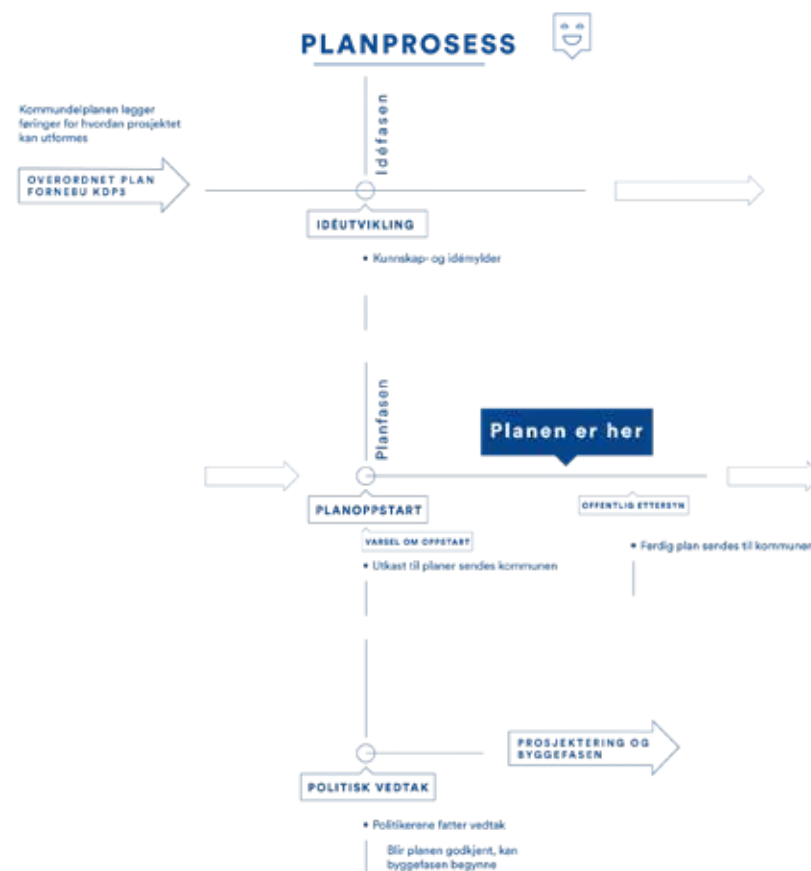 PLANPROSESS
Kommundelplanen legger
føringer for hvordan prosjektet
kan utformes
Idéfasen
OVERORDNET PLAN
FORNEBU KDP3
IDÉUTVIKLING
• Kunnskap- og idémylder
Planfasen
Planen er her
PLANOPPSTART
OFFENTLIG ETTERSYN
VARSEL OM OPPSTART
• Ferdig plan sendes til kommunen
• Utkast til planer sendes kommunen
PROSJEKTERING OG
BYGGEFASEN
POLITISK VEDTAK
• Politikerene fatter vedtak
Blir planen godkjent, kan
byggefasen begynne